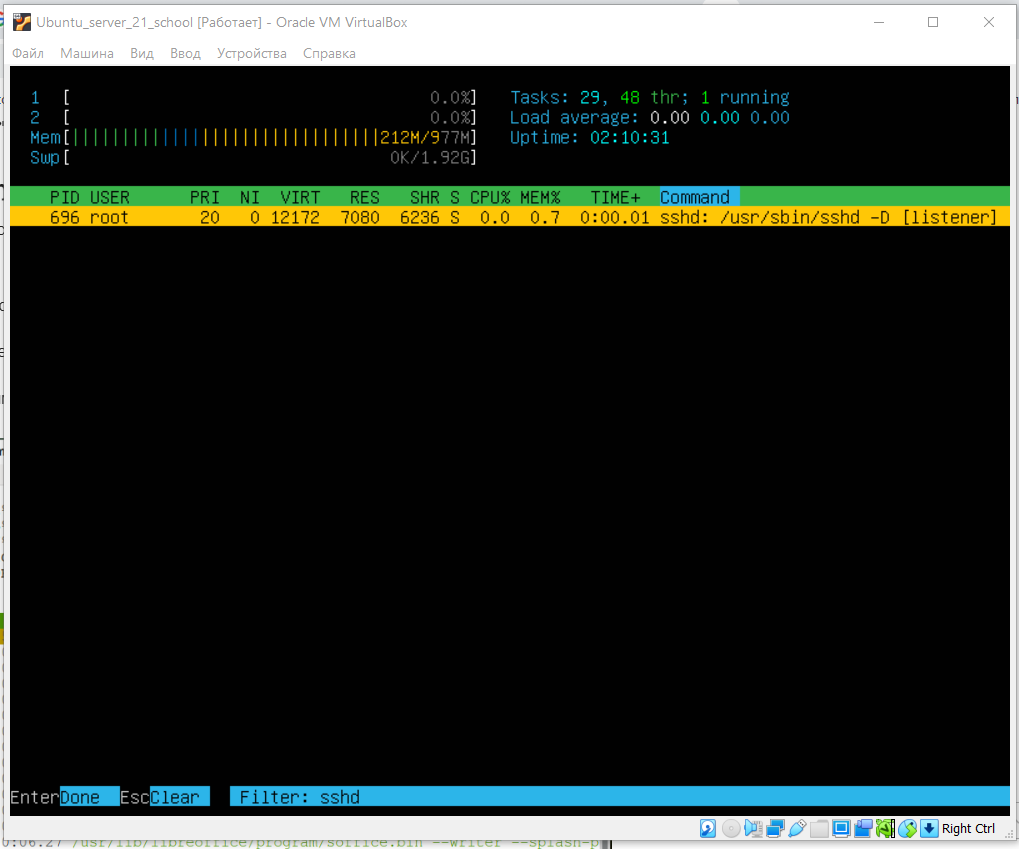 Ubuntu_server_21_school [Работает] - Oracle VM VirtualBox
Файл Машина Вид Ввод Устройства Справка
1 [ 0.0%] Tasks: 29, 48 thr; 1 running
2 [ 0.0%] Load average: 0.00 0.00 0.00
Mem[|||||||||||||||||||||||||||||||212M/977M] Uptime: 02:10:31
Swp[ 0K/1.92G]
PID USER PRI NI VIRT RES SHR S CPU% MEM% TIME+ Command
696 root 20 0 12172 7080 6236 S 0.0 0.7 0:00.01 sshd: /usr/sbin/sshd -D [listener]
EnterDone EscClear Filter: sshd
Right Ctrl
0:06.27 /usr/lib/libreoffice/program/soffice.bin --writer --splash-p